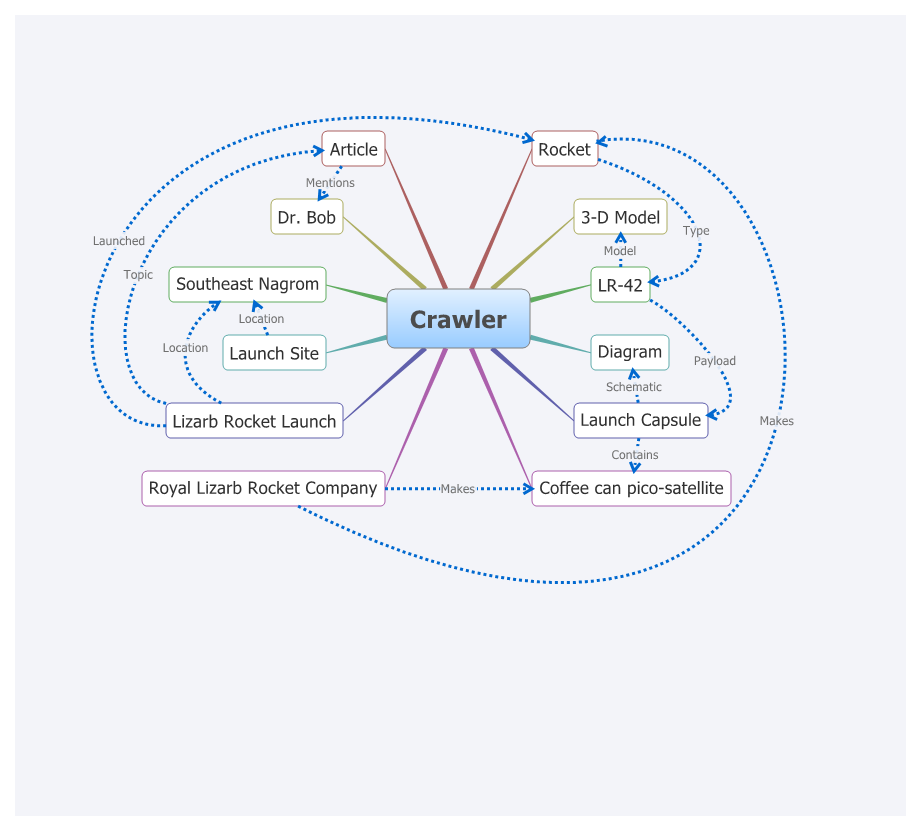 Article
Rocket
Mentions
Dr. Bob
3-D Model
Launched
Type
Model
Topic
Southeast Nagrom
LR-42
Location
Crawler
Location
Launch Site
Diagram
Payload
Schematic
Lizarb Rocket Launch
Launch Capsule
Makes
Contains
Royal Lizarb Rocket Company
Makes
Coffee can pico-satellite